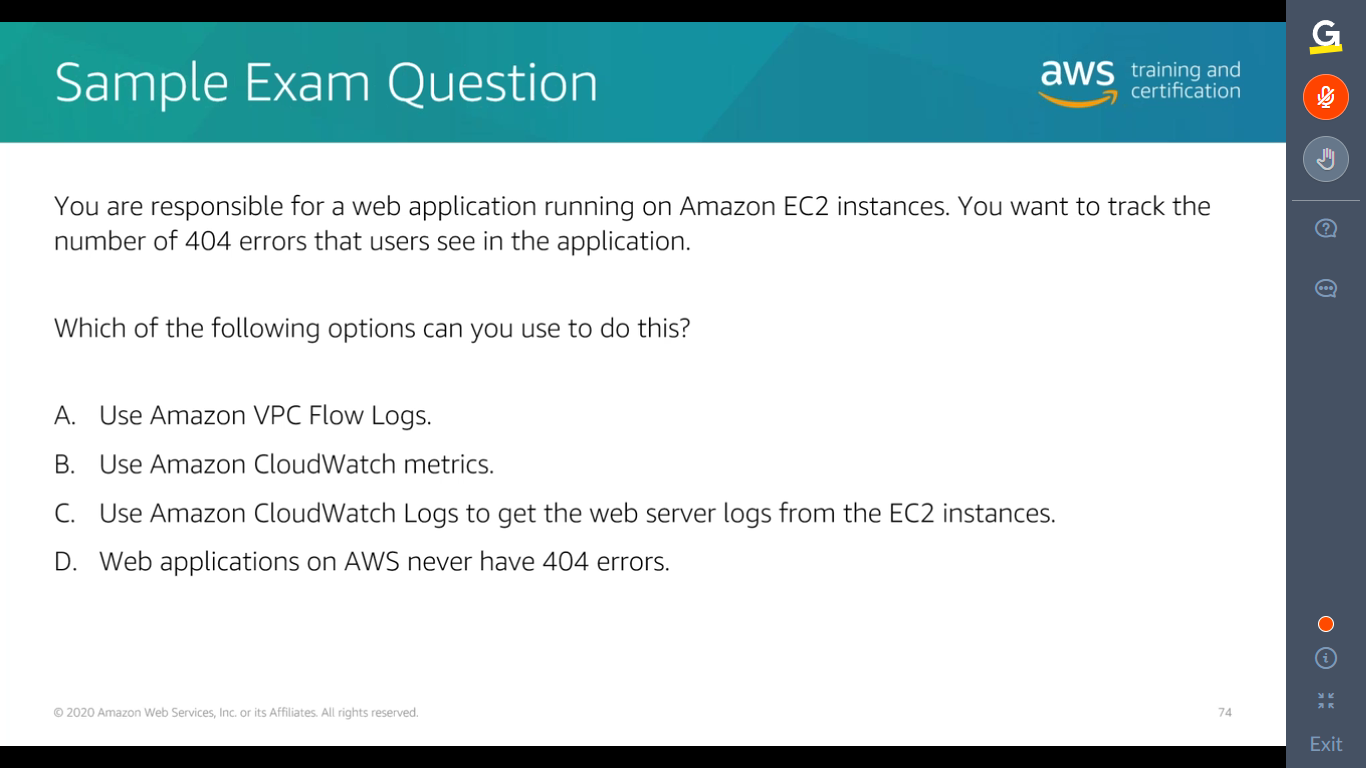 Sample Exam Question
aws training and
certification
You are responsible for a web application running on Amazon EC2 instances. You want to track the
number of 404 errors that users see in the application.
Which of the following options can you use to do this?
A. Use Amazon VPC Flow Logs.
B. Use Amazon CloudWatch metrics.
C. Use Amazon CloudWatch Logs to get the web server logs from the EC2 instances.
D. Web applications on AWS never have 404 errors.
© 2020 Amazon Web Services, Inc. or its Affiliates. All rights reserved.
74
G
Exit